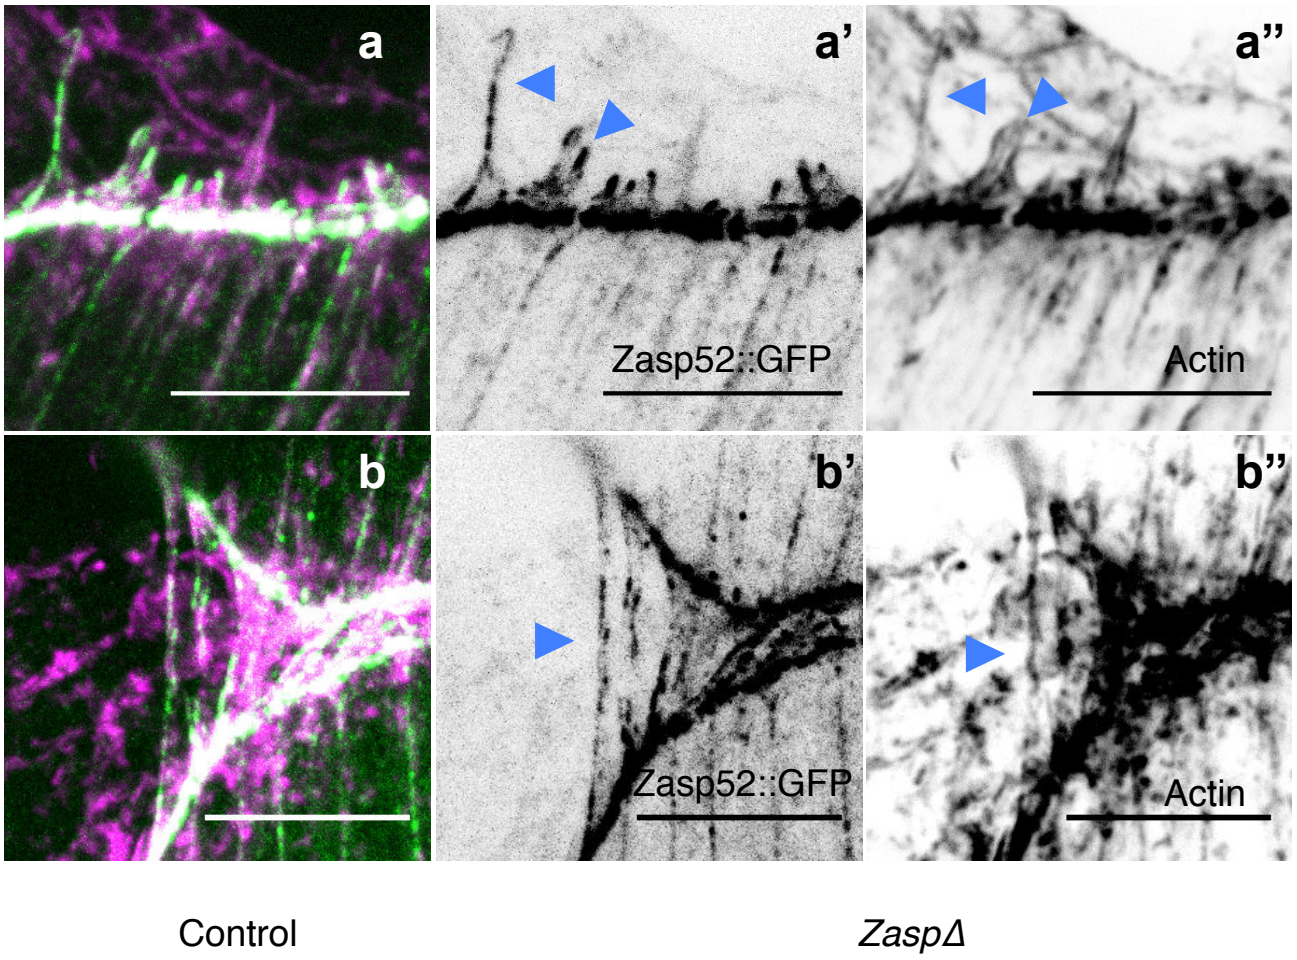 a
a’
a”
Zasp52::GFP
Actin
b
b’
b”
Zasp52::GFP
Actin
Control
ZaspΔ